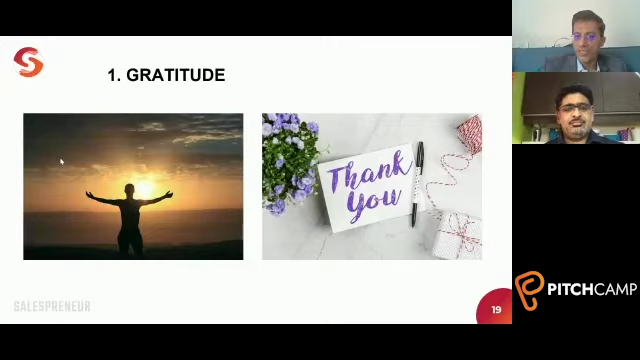 1. GRATITUDE
Thank
You
SALESPRENEUR
19
PITCHCAMP